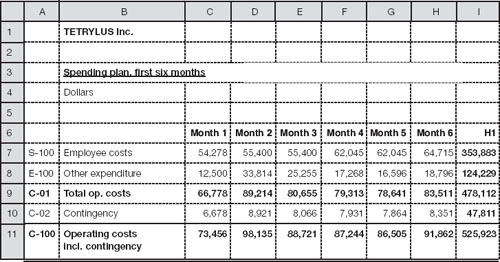 A B C D E F G H I
1 TETRYLUS Inc.
2
3 Spending plan, first six months
4 Dollars
5
6 Month 1 Month 2 Month 3 Month 4 Month 5 Month 6 H1
7 S-100 Employee costs 54,278 55,400 55,400 62,045 62,045 64,715 353,883
8 E-100 Other expenditure 12,500 33,814 25,255 17,268 16,596 18,796 124,229
9 C-01 Total op. costs 66,778 89,214 80,655 79,313 78,641 83,511 478,112
10 C-02 Contingency 6,678 8,921 8,066 7,931 7,864 8,351 47,811
11 C-100 Operating costs 73,456 98,135 88,721 87,244 86,505 91,862 525,923
incl. contingency